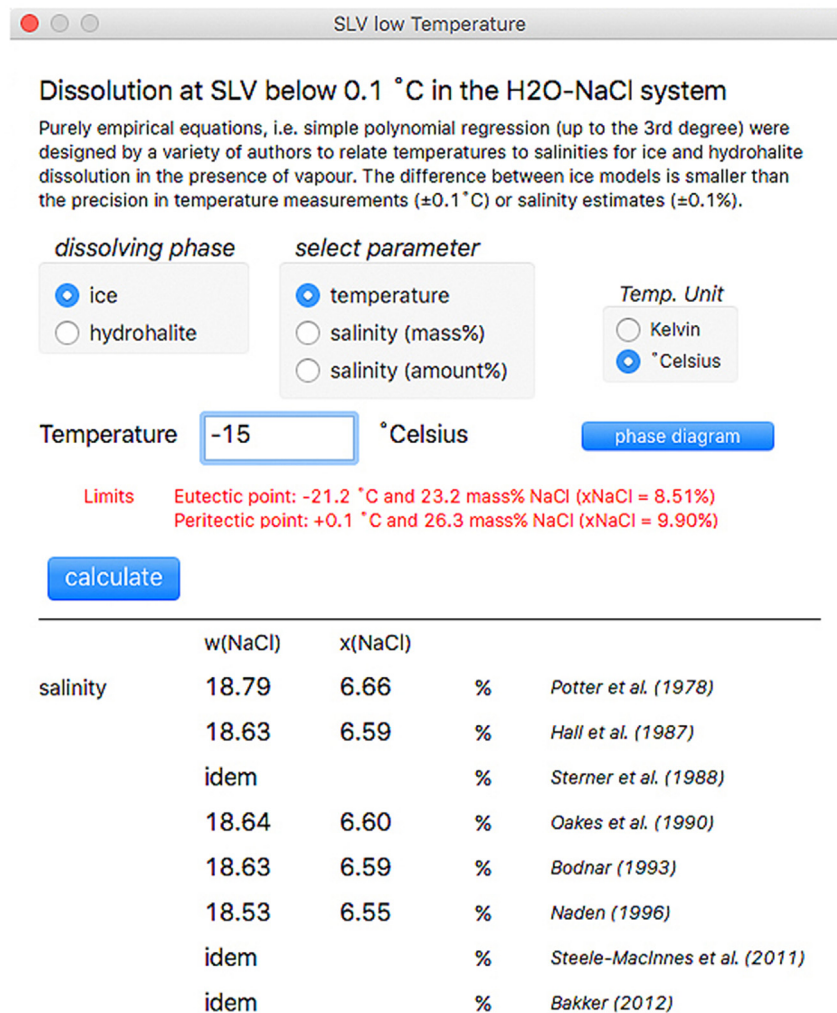 SLV low Temperature
Dissolution at SLV below 0.1 ˚C in the H2O-NaCl system
Purely empirical equations, i.e. simple polynomial regression (up to the 3rd degree) were
designed by a variety of authors to relate temperatures to salinities for ice and hydrohalite
dissolution in the presence of vapour. The difference between ice models is smaller than
the precision in temperature measurements (±0.1˚C) or salinity estimates (±0.1%).
dissolving phase select parameter
Temp. Unit
ice temperature
hydrohalite salinity (mass%) Kelvin
salinity (amount%) ˚Celsius
Temperature -15 ˚Celsius phase diagram
Limits Eutectic point: -21.2 ˚C and 23.2 mass% NaCl (xNaCl = 8.51%)
Peritectic point: +0.1 ˚C and 26.3 mass% NaCl (xNaCl = 9.90%)
calculate
w(NaCl) x(NaCl)
salinity 18.79 6.66 % Potter et al. (1978)
18.63 6.59 % Hall et al. (1987)
idem % Sterner et al. (1988)
18.64 6.60 % Oakes et al. (1990)
18.63 6.59 % Bodnar (1993)
18.53 6.55 % Naden (1996)
idem % Steele-MacInnes et al. (2011)
idem % Bakker (2012)